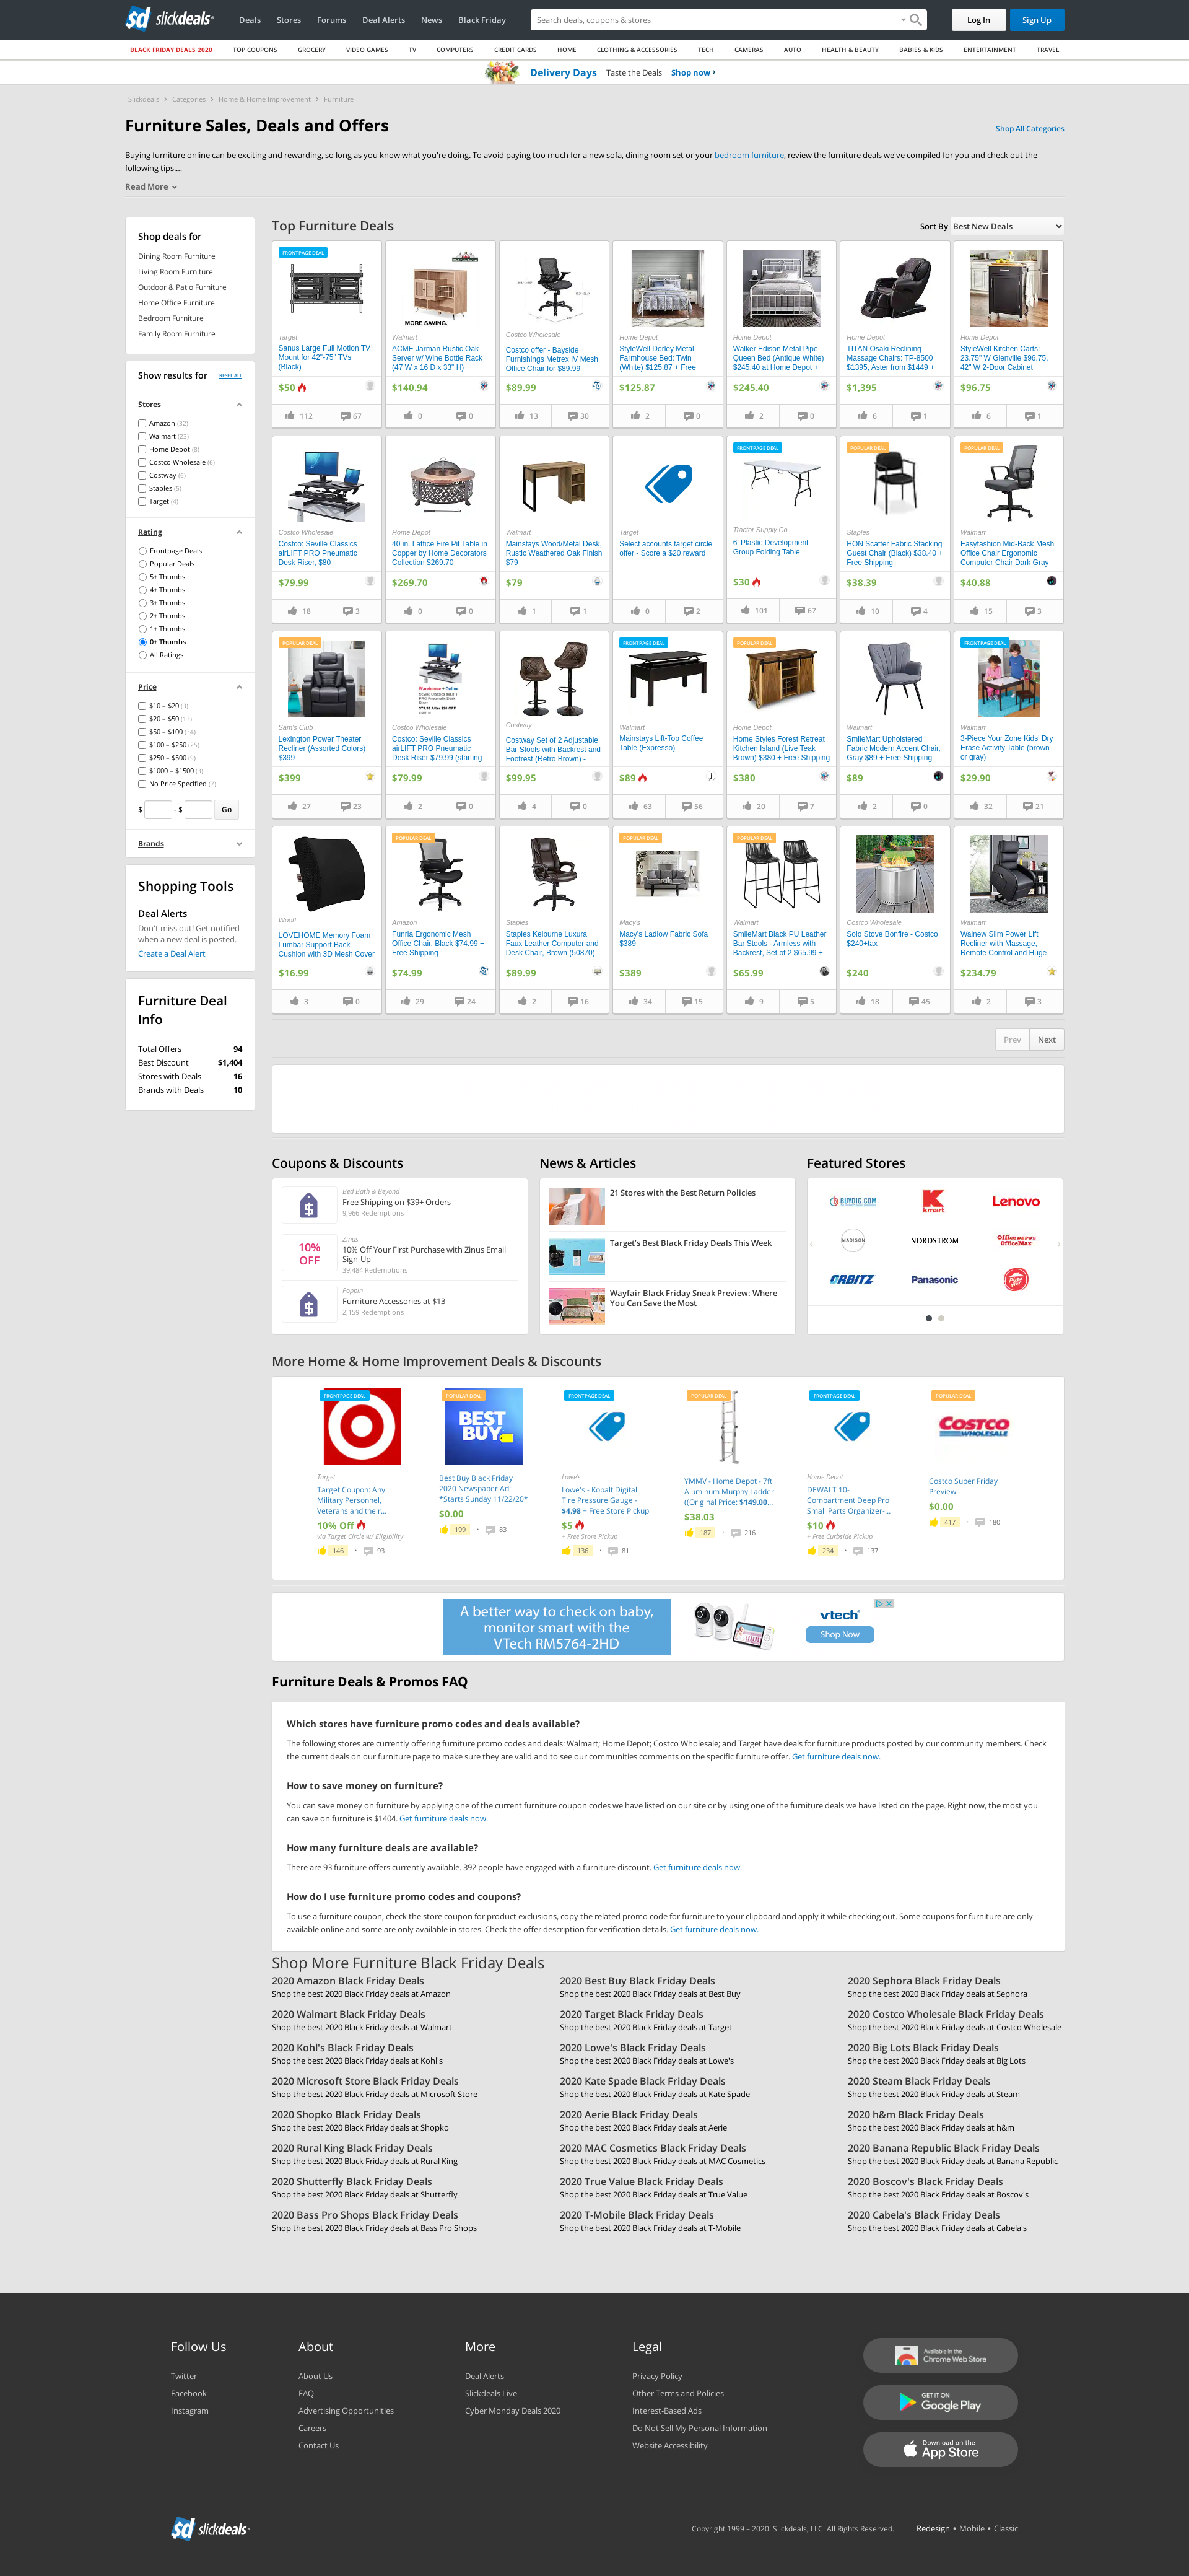 slickdeals
Deals
Stores
Forums
Deal Alerts
News
Black Friday
Search deals, coupons & stores
Log In
Sign Up
BLACK FRIDAY DEALS 2020
TOP COUPONS
GROCERY
VIDEO GAMES
TV
COMPUTERS
CREDIT CARDS
HOME
CLOTHING & ACCESSORIES
TECH
CAMERAS
AUTO
HEALTH & BEAUTY
BABIES & KIDS
ENTERTAINMENT
TRAVEL
Delivery Days Taste the Deals Shop now
Slickdeals > Categories > Home & Home Improvement > Furniture
Furniture Sales, Deals and Offers
Shop All Categories
Buying furniture online can be exciting and rewarding, so long as you know what you're doing. To avoid paying too much for a new sofa, dining room set or your bedroom furniture, review the furniture deals we've compiled for you and check out the
following tips....
Read More
Shop deals for
Dining Room Furniture
Living Room Furniture
Outdoor & Patio Furniture
Home Office Furniture
Bedroom Furniture
Family Room Furniture
Show results for
RESET ALL
Stores
Amazon (32)
Walmart (23)
Home Depot (8)
Costco Wholesale (6)
Costway (6)
Staples (5)
Target (4)
Rating
Frontpage Deals
Popular Deals
5+ Thumbs
4+ Thumbs
3+ Thumbs
2+ Thumbs
1+ Thumbs
0+ Thumbs
All Ratings
Price
$10 – $20 (3)
$20 – $50 (13)
$50 – $100 (34)
$100 – $250 (25)
$250 – $500 (9)
$1000 – $1500 (3)
No Price Specified (7)
$ - $ Go
Brands
Shopping Tools
Deal Alerts
Don't miss out! Get notified
when a new deal is posted.
Create a Deal Alert
Furniture Deal
Info
Total Offers 94
Best Discount $1,404
Stores with Deals 16
Brands with Deals 10
Top Furniture Deals
Sort By Best New Deals
FRONTPAGE DEAL
Target
Sanus Large Full Motion TV
Mount for 42"-75" TVs
(Black)
$50
112 67
MORE SAVING.
Walmart
ACME Jarman Rustic Oak
Server w/ Wine Bottle Rack
(47 W x 16 D x 33" H)
$140.94
0 0
Costco Wholesale
Costco offer - Bayside
Furnishings Metrex IV Mesh
Office Chair for $89.99
$89.99
13 30
Home Depot
StyleWell Dorley Metal
Farmhouse Bed: Twin
(White) $125.87 + Free
$125.87
2 0
Home Depot
Walker Edison Metal Pipe
Queen Bed (Antique White)
$245.40 at Home Depot +
$245.40
2 0
Home Depot
TITAN Osaki Reclining
Massage Chairs: TP-8500
$1395, Aster from $1449 +
$1,395
6 1
Home Depot
StyleWell Kitchen Carts:
23.75" W Glenville $96.75,
42" W 2-Door Cabinet
$96.75
6 1
Costco Wholesale
Costco: Seville Classics
airLIFT PRO Pneumatic
Desk Riser, $80
$79.99
18 3
Home Depot
40 in. Lattice Fire Pit Table in
Copper by Home Decorators
Collection $269.70
$269.70
0 0
Walmart
Mainstays Wood/Metal Desk,
Rustic Weathered Oak Finish
$79
$79
1 1
Target
Select accounts target circle
offer - Score a $20 reward
0 2
FRONTPAGE DEAL
Tractor Supply Co
6' Plastic Development
Group Folding Table
$30
101 67
POPULAR DEAL
Staples
HON Scatter Fabric Stacking
Guest Chair (Black) $38.40 +
Free Shipping
$38.39
10 4
POPULAR DEAL
Walmart
Easyfashion Mid-Back Mesh
Office Chair Ergonomic
Computer Chair Dark Gray
$40.88
15 3
POPULAR DEAL
Sam's Club
Lexington Power Theater
Recliner (Assorted Colors)
$399
$399
27 23
Warehouse + Online
Seville Classics airLIFT
PRO Pneumatic Desk
Riser
$79.99 After $20 OFF
Costco Wholesale
Costco: Seville Classics
airLIFT PRO Pneumatic
Desk Riser $79.99 (starting
$79.99
2 0
Costway
Costway Set of 2 Adjustable
Bar Stools with Backrest and
Footrest (Retro Brown) -
$99.95
4 0
FRONTPAGE DEAL
Walmart
Mainstays Lift-Top Coffee
Table (Expresso)
$89
63 56
POPULAR DEAL
Home Depot
Home Styles Forest Retreat
Kitchen Island (Live Teak
Brown) $380 + Free Shipping
$380
20 7
Walmart
SmileMart Upholstered
Fabric Modern Accent Chair,
Gray $89 + Free Shipping
$89
2 0
FRONTPAGE DEAL
Walmart
3-Piece Your Zone Kids' Dry
Erase Activity Table (brown
or gray)
$29.90
32 21
Woot!
LOVEHOME Memory Foam
Lumbar Support Back
Cushion with 3D Mesh Cover
$16.99
3 0
POPULAR DEAL
Amazon
Funria Ergonomic Mesh
Office Chair, Black $74.99 +
Free Shipping
$74.99
29 24
Staples
Staples Kelburne Luxura
Faux Leather Computer and
Desk Chair, Brown (50870)
$89.99
2 16
POPULAR DEAL
Macy's
Macy's Ladlow Fabric Sofa
$389
$389
34 15
POPULAR DEAL
Walmart
SmileMart Black PU Leather
Bar Stools - Armless with
Backrest, Set of 2 $65.99 +
$65.99
9 5
Costco Wholesale
Solo Stove Bonfire - Costco
$240+tax
$240
18 45
Walmart
Walnew Slim Power Lift
Recliner with Massage,
Remote Control and Huge
$234.79
2 3
Prev Next
Coupons & Discounts
Bed Bath & Beyond
Free Shipping on $39+ Orders
9,966 Redemptions
10%
OFF
Zinus
10% Off Your First Purchase with Zinus Email
Sign-Up
39,484 Redemptions
Poppin
Furniture Accessories at $13
2,159 Redemptions
News & Articles
21 Stores with the Best Return Policies
Target's Best Black Friday Deals This Week
Wayfair Black Friday Sneak Preview: Where
You Can Save the Most
Featured Stores
BUYDIG.COM
Kmart
Lenovo
MADISON
NORDSTROM
Office DEPOT
OfficeMax
ORBITZ
Panasonic
Pizza Hut
More Home & Home Improvement Deals & Discounts
FRONTPAGE DEAL
Target
Target Coupon: Any
Military Personnel,
Veterans and their...
10% Off
via Target Circle w/ Eligibility
146 • 93
POPULAR DEAL
BEST
BUY
Best Buy Black Friday
2020 Newspaper Ad:
*Starts Sunday 11/22/20*
$0.00
199 • 83
FRONTPAGE DEAL
Lowe's
Lowe's - Kobalt Digital
Tire Pressure Gauge -
$4.98 + Free Store Pickup
$5
+ Free Store Pickup
136 • 81
POPULAR DEAL
YMMV - Home Depot - 7ft
Aluminum Murphy Ladder
((Original Price: $149.00...
$38.03
187 • 216
FRONTPAGE DEAL
Home Depot
DEWALT 10-
Compartment Deep Pro
Small Parts Organizer-...
$10
+ Free Curbside Pickup
234 • 137
POPULAR DEAL
COSTCO
WHOLESALE
Costco Super Friday
Preview
$0.00
417 • 180
A better way to check on baby,
monitor smart with the
VTech RM5764-2HD
vtech
Shop Now
Furniture Deals & Promos FAQ
Which stores have furniture promo codes and deals available?
The following stores are currently offering furniture promo codes and deals: Walmart; Home Depot; Costco Wholesale; and Target have deals for furniture products posted by our community members. Check
the current deals on our furniture page to make sure they are valid and to see our communities comments on the specific furniture offer. Get furniture deals now.
How to save money on furniture?
You can save money on furniture by applying one of the current furniture coupon codes we have listed on our site or by using one of the furniture deals we have listed on the page. Right now, the most you
can save on furniture is $1404. Get furniture deals now.
How many furniture deals are available?
There are 93 furniture offers currently available. 392 people have engaged with a furniture discount. Get furniture deals now.
How do I use furniture promo codes and coupons?
To use a furniture coupon, check the store coupon for product exclusions, copy the related promo code for furniture to your clipboard and apply it while checking out. Some coupons for furniture are only
available online and some are only available in stores. Check the offer description for verification details. Get furniture deals now.
Shop More Furniture Black Friday Deals
2020 Amazon Black Friday Deals
Shop the best 2020 Black Friday deals at Amazon
2020 Best Buy Black Friday Deals
Shop the best 2020 Black Friday deals at Best Buy
2020 Sephora Black Friday Deals
Shop the best 2020 Black Friday deals at Sephora
2020 Walmart Black Friday Deals
Shop the best 2020 Black Friday deals at Walmart
2020 Target Black Friday Deals
Shop the best 2020 Black Friday deals at Target
2020 Costco Wholesale Black Friday Deals
Shop the best 2020 Black Friday deals at Costco Wholesale
2020 Kohl's Black Friday Deals
Shop the best 2020 Black Friday deals at Kohl's
2020 Lowe's Black Friday Deals
Shop the best 2020 Black Friday deals at Lowe's
2020 Big Lots Black Friday Deals
Shop the best 2020 Black Friday deals at Big Lots
2020 Microsoft Store Black Friday Deals
Shop the best 2020 Black Friday deals at Microsoft Store
2020 Kate Spade Black Friday Deals
Shop the best 2020 Black Friday deals at Kate Spade
2020 Steam Black Friday Deals
Shop the best 2020 Black Friday deals at Steam
2020 Shopko Black Friday Deals
Shop the best 2020 Black Friday deals at Shopko
2020 Aerie Black Friday Deals
Shop the best 2020 Black Friday deals at Aerie
2020 h&m Black Friday Deals
Shop the best 2020 Black Friday deals at h&m
2020 Rural King Black Friday Deals
Shop the best 2020 Black Friday deals at Rural King
2020 MAC Cosmetics Black Friday Deals
Shop the best 2020 Black Friday deals at MAC Cosmetics
2020 Banana Republic Black Friday Deals
Shop the best 2020 Black Friday deals at Banana Republic
2020 Shutterfly Black Friday Deals
Shop the best 2020 Black Friday deals at Shutterfly
2020 True Value Black Friday Deals
Shop the best 2020 Black Friday deals at True Value
2020 Boscov's Black Friday Deals
Shop the best 2020 Black Friday deals at Boscov's
2020 Bass Pro Shops Black Friday Deals
Shop the best 2020 Black Friday deals at Bass Pro Shops
2020 T-Mobile Black Friday Deals
Shop the best 2020 Black Friday deals at T-Mobile
2020 Cabela's Black Friday Deals
Shop the best 2020 Black Friday deals at Cabela's
Follow Us
Twitter
Facebook
Instagram
About
About Us
FAQ
Advertising Opportunities
Careers
Contact Us
More
Deal Alerts
Slickdeals Live
Cyber Monday Deals 2020
Legal
Privacy Policy
Other Terms and Policies
Interest-Based Ads
Do Not Sell My Personal Information
Website Accessibility
Available in the
Chrome Web Store
GET IT ON
Google Play
Download on the
App Store
slickdeals
Copyright 1999 – 2020. Slickdeals, LLC. All Rights Reserved.
Redesign • Mobile • Classic